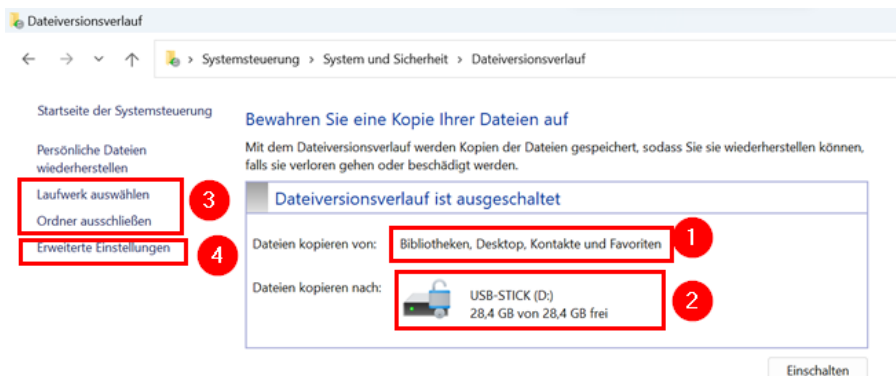 Dateiversionsverlauf
Systemsteuerung > System und Sicherheit > Dateiversionsverlauf
Startseite der Systemsteuerung
Persönliche Dateien
wiederherstellen
Laufwerk auswählen
Ordner ausschließen
3
Erweiterte Einstellungen
4
Bewahren Sie eine Kopie Ihrer Dateien auf
Mit dem Dateiversionsverlauf werden Kopien der Dateien gespeichert, sodass Sie sie wiederherstellen können,
falls sie verloren gehen oder beschädigt werden.
Dateiversionsverlauf ist ausgeschaltet
Dateien kopieren von: Bibliotheken, Desktop, Kontakte und Favoriten
1
Dateien kopieren nach: USB-STICK (D:)
28,4 GB von 28,4 GB frei
2
Einschalten